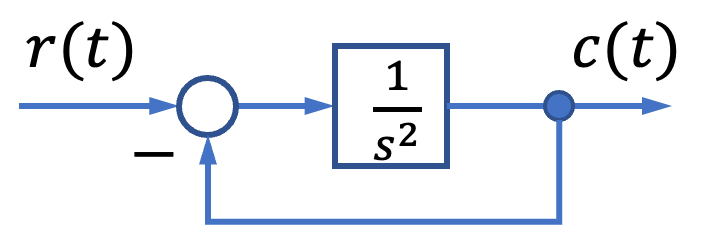 r(t)
c(t)
1
s²
−